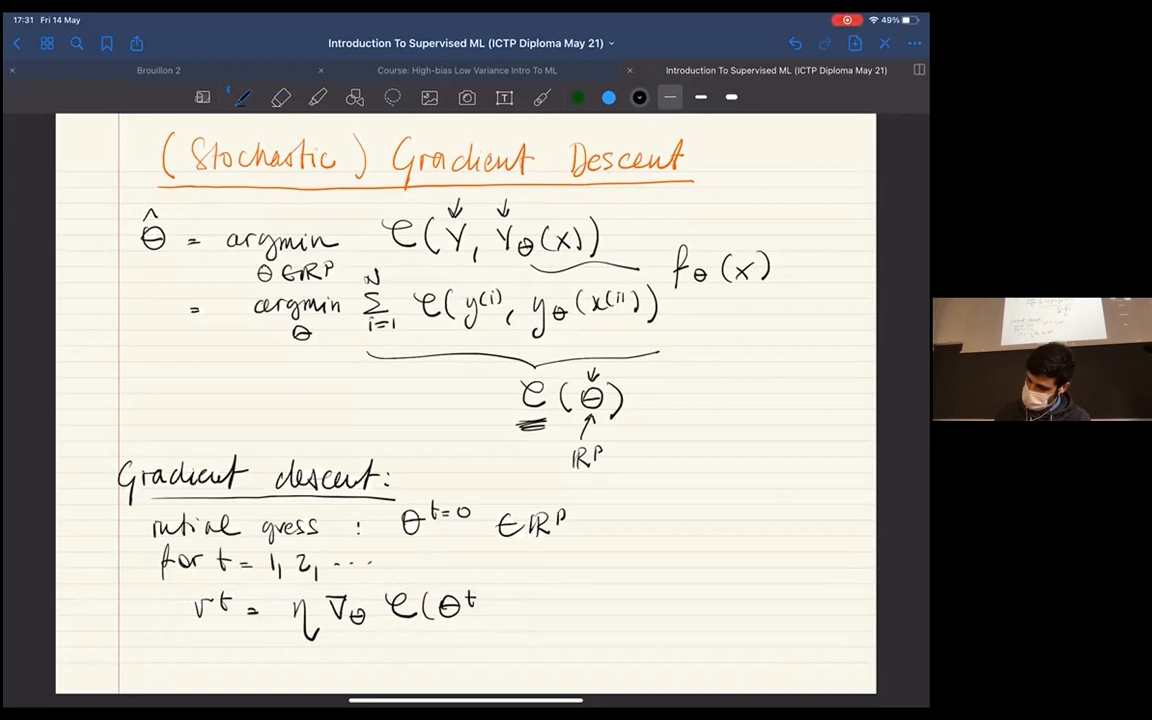 17:31 Fri 14 May
49%
Introduction To Supervised ML (ICTP Diploma May 21)
Brouillon 2
Course: High-bias Low Variance Intro To ML
Introduction To Supervised ML (ICTP Diploma May 21)
(Stochastic) Gradient Descent
θ̂ = argmin C(Y, Yθ(X))
θ∈ℝᵖ
fθ(x)
= argmin ∑ C(y⁽ⁱ⁾, yθ(x⁽ⁱ⁾))
θ i=1 N
C(θ)
ℝᵖ
Gradient descent:
initial guess : θᵗ⁼⁰ ∈ℝᵖ
for t = 1, 2, ...
vᵗ = η ∇θ C(θᵗ